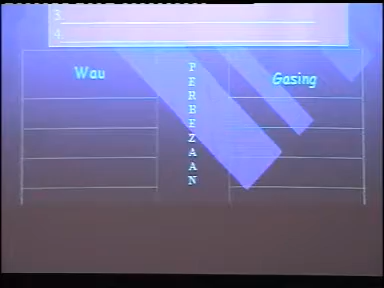 3.
4.
Wau
PERBEZAAN
Gasing